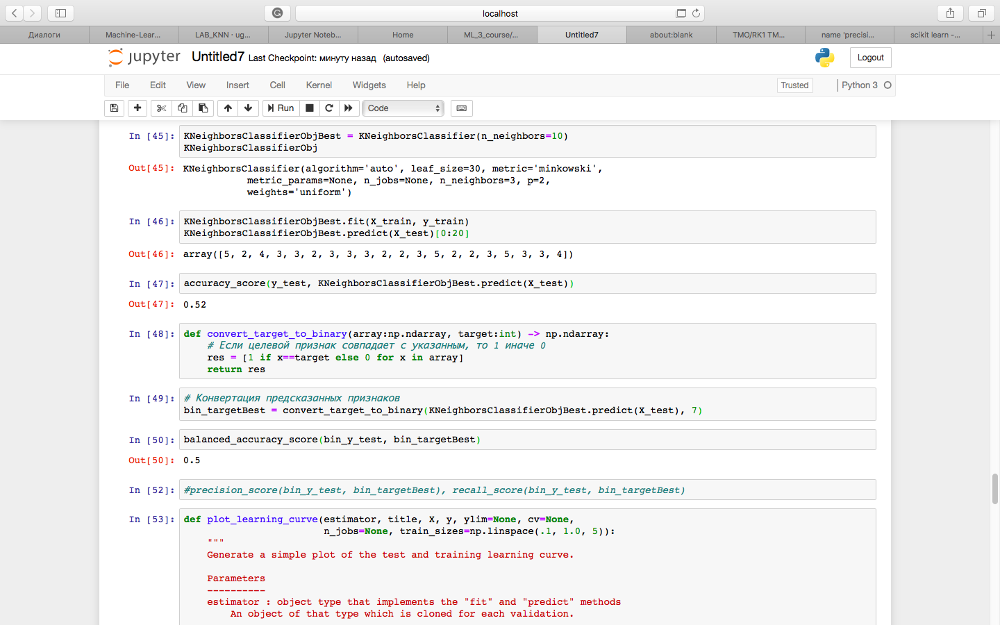 localhost
Диалоги
Machine-Lear...
LAB_KNN · ug...
Jupyter Noteb...
Home
ML_3_course/...
Untitled7
about:blank
TMO/RK1 TM...
name 'precisi...
scikit learn -...
jupyter Untitled7 Last Checkpoint: минуту назад (autosaved)
Logout
File Edit View Insert Cell Kernel Widgets Help
Trusted
Python 3
Run
Code
In [45]: KNeighborsClassifierObjBest = KNeighborsClassifier(n_neighbors=10)
KNeighborsClassifierObj
Out[45]: KNeighborsClassifier(algorithm='auto', leaf_size=30, metric='minkowski',
metric_params=None, n_jobs=None, n_neighbors=3, p=2,
weights='uniform')
In [46]: KNeighborsClassifierObjBest.fit(X_train, y_train)
KNeighborsClassifierObjBest.predict(X_test)[0:20]
Out[46]: array([5, 2, 4, 3, 3, 2, 3, 3, 3, 2, 2, 3, 5, 2, 2, 3, 5, 3, 3, 4])
In [47]: accuracy_score(y_test, KNeighborsClassifierObjBest.predict(X_test))
Out[47]: 0.52
In [48]: def convert_target_to_binary(array:np.ndarray, target:int) -> np.ndarray:
# Если целевой признак совпадает с указанным, то 1 иначе 0
res = [1 if x==target else 0 for x in array]
return res
In [49]: # Конвертация предсказанных признаков
bin_targetBest = convert_target_to_binary(KNeighborsClassifierObjBest.predict(X_test), 7)
In [50]: balanced_accuracy_score(bin_y_test, bin_targetBest)
Out[50]: 0.5
In [52]: #precision_score(bin_y_test, bin_targetBest), recall_score(bin_y_test, bin_targetBest)
In [53]: def plot_learning_curve(estimator, title, X, y, ylim=None, cv=None,
n_jobs=None, train_sizes=np.linspace(.1, 1.0, 5)):
"""
Generate a simple plot of the test and training learning curve.
Parameters
----------
estimator : object type that implements the "fit" and "predict" methods
An object of that type which is cloned for each validation.